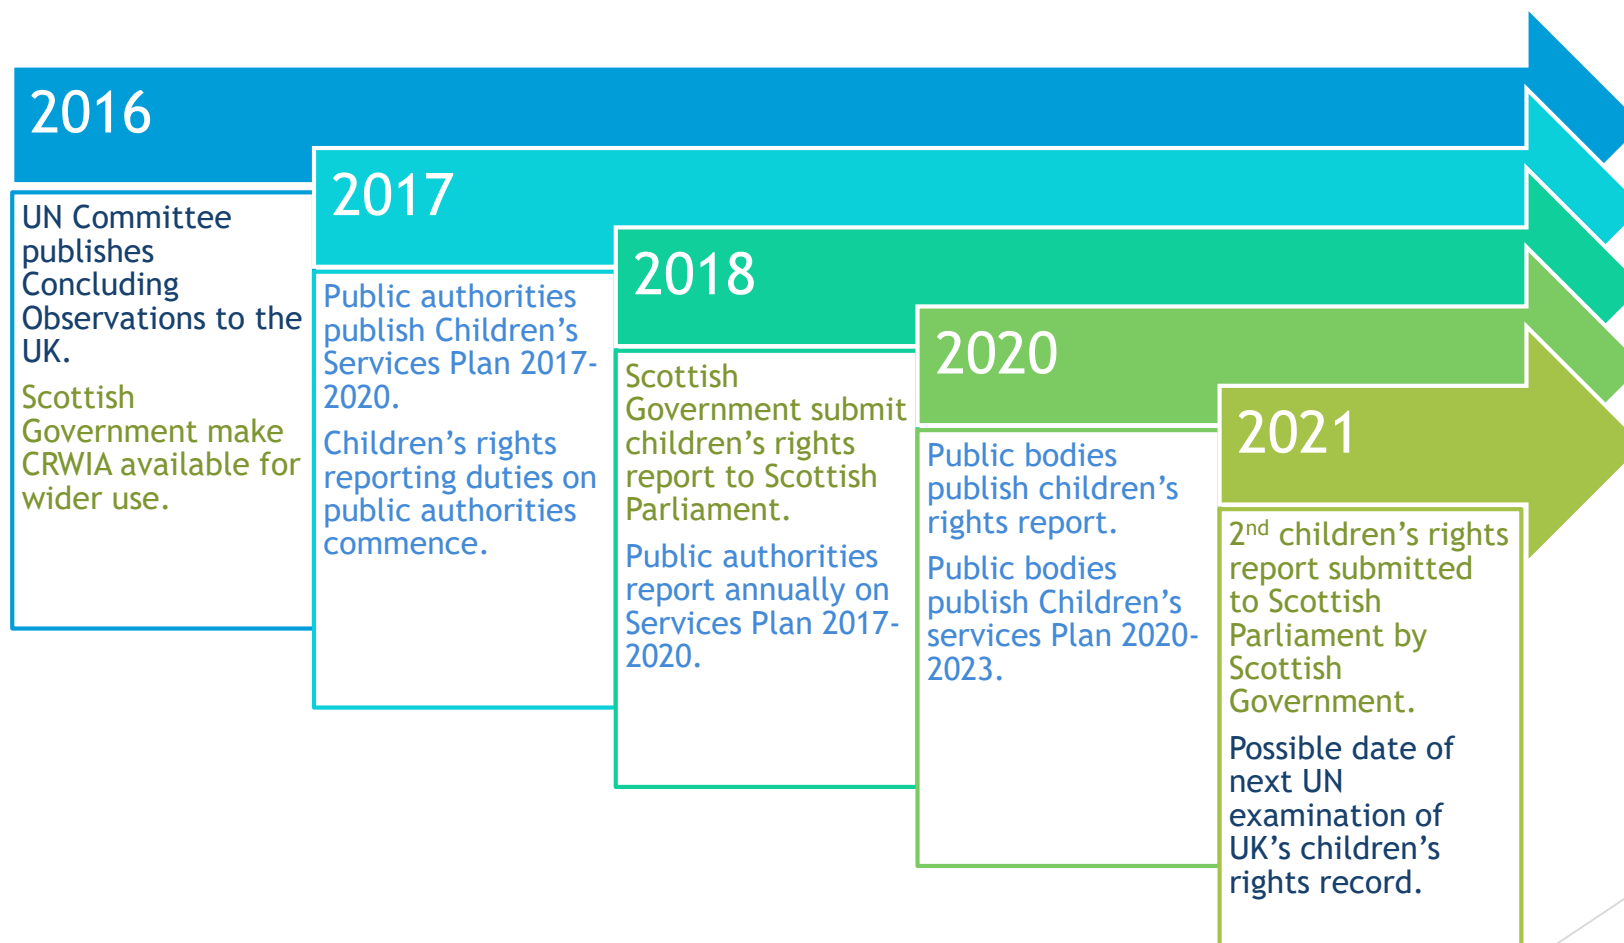 2016
UN Committee
publishes
Concluding
Observations to the
UK.
Scottish
Government make
CRWIA available for
wider use.
2017
Public authorities
publish Children’s
Services Plan 2017-
2020.
Children’s rights
reporting duties on
public authorities
commence.
2018
Scottish
Government submit
children’s rights
report to Scottish
Parliament.
Public authorities
report annually on
Services Plan 2017-
2020.
2020
Public bodies
publish children’s
rights report.
Public bodies
publish Children’s
services Plan 2020-
2023.
2021
2nd children’s rights
report submitted
to Scottish
Parliament by
Scottish
Government.
Possible date of
next UN
examination of
UK’s children’s
rights record.